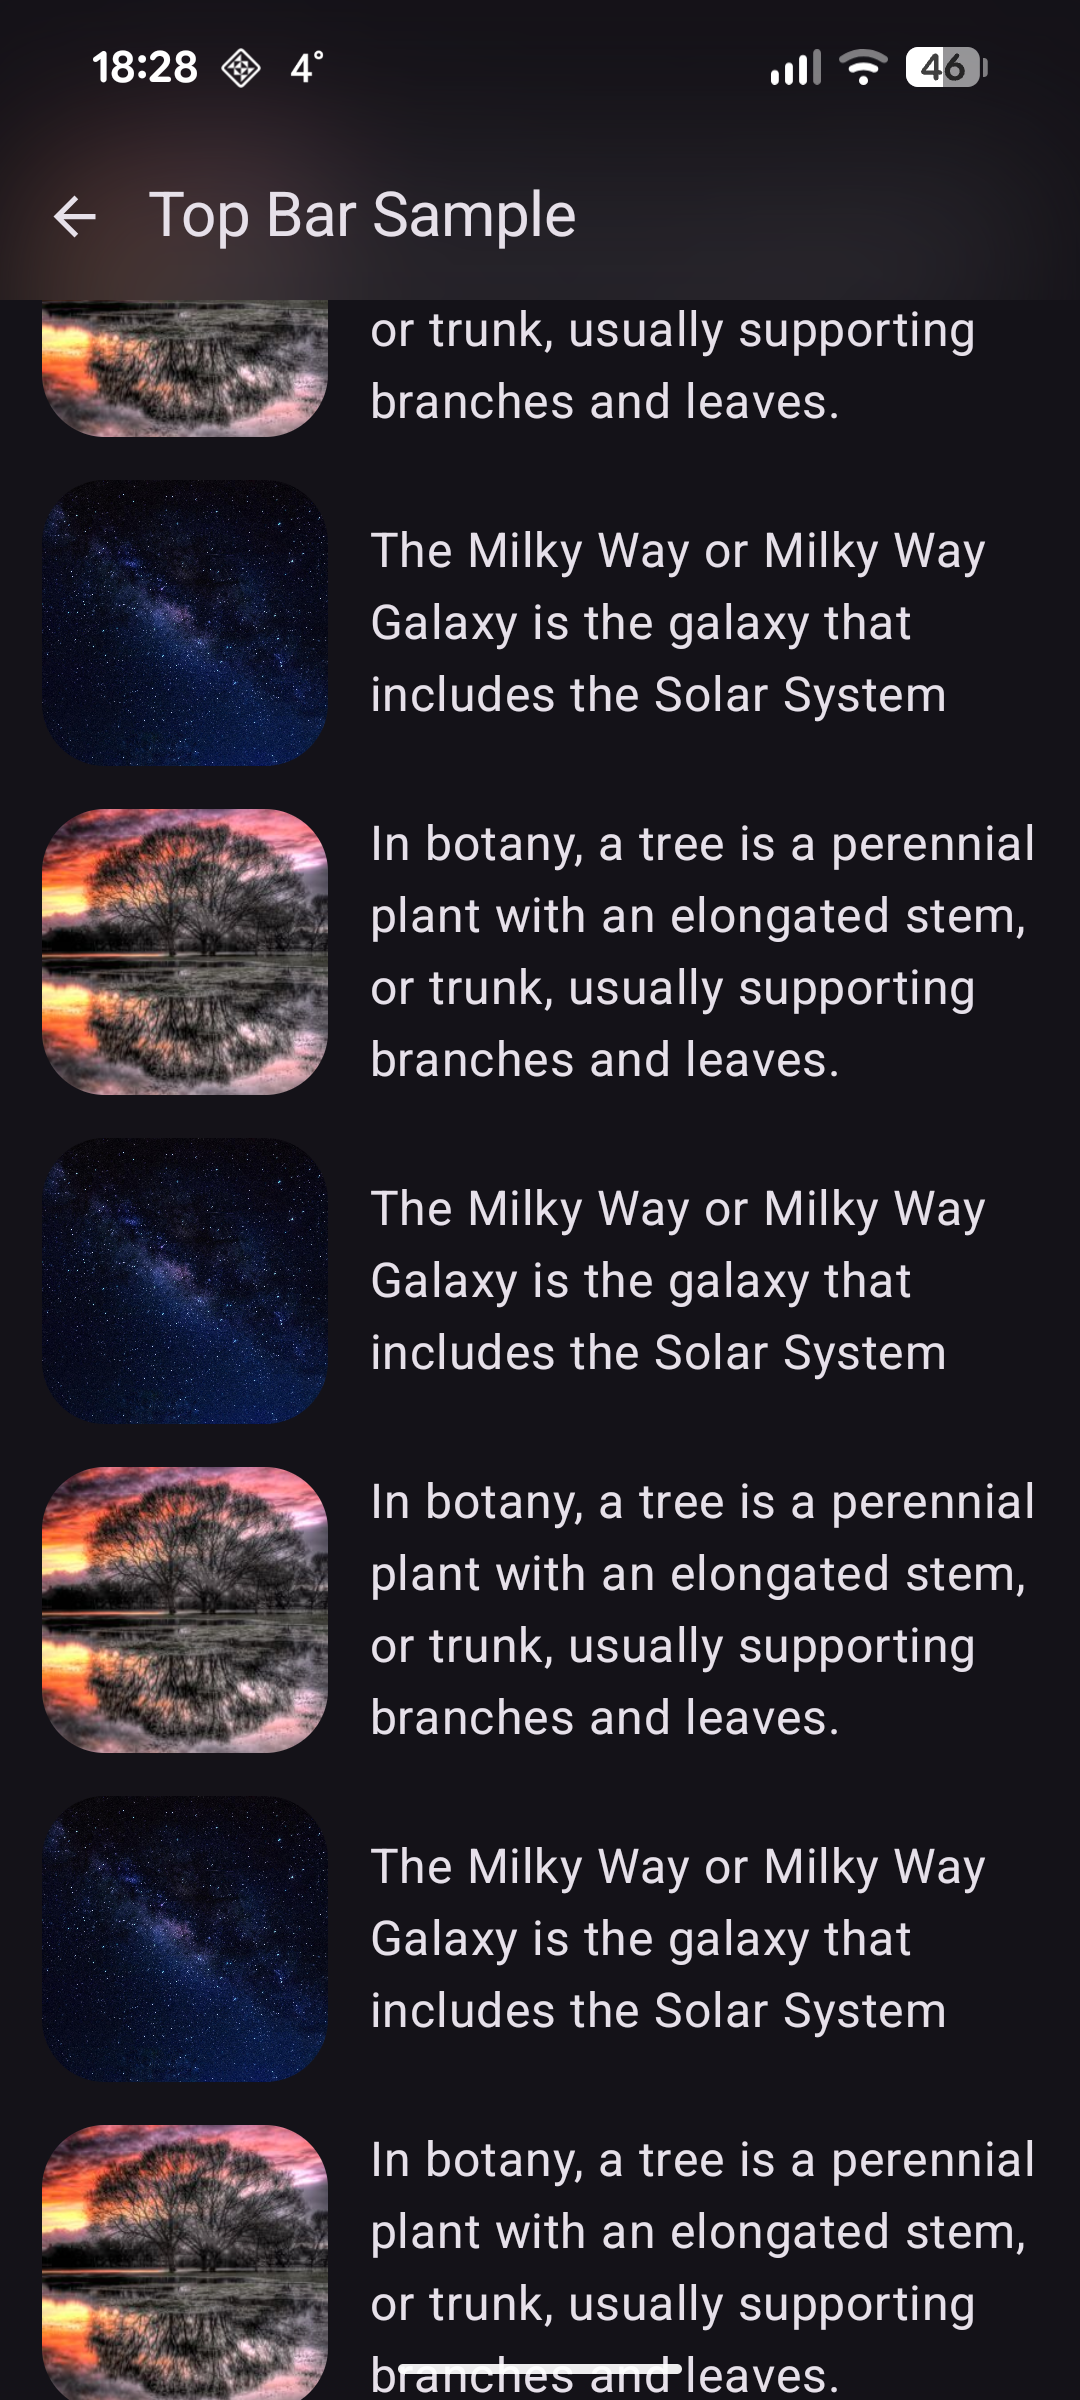 18:28 4° 46
Top Bar Sample
or trunk, usually supporting
branches and leaves.
The Milky Way or Milky Way
Galaxy is the galaxy that
includes the Solar System
In botany, a tree is a perennial
plant with an elongated stem,
or trunk, usually supporting
branches and leaves.
The Milky Way or Milky Way
Galaxy is the galaxy that
includes the Solar System
In botany, a tree is a perennial
plant with an elongated stem,
or trunk, usually supporting
branches and leaves.
The Milky Way or Milky Way
Galaxy is the galaxy that
includes the Solar System
In botany, a tree is a perennial
plant with an elongated stem,
or trunk, usually supporting
branches and leaves.